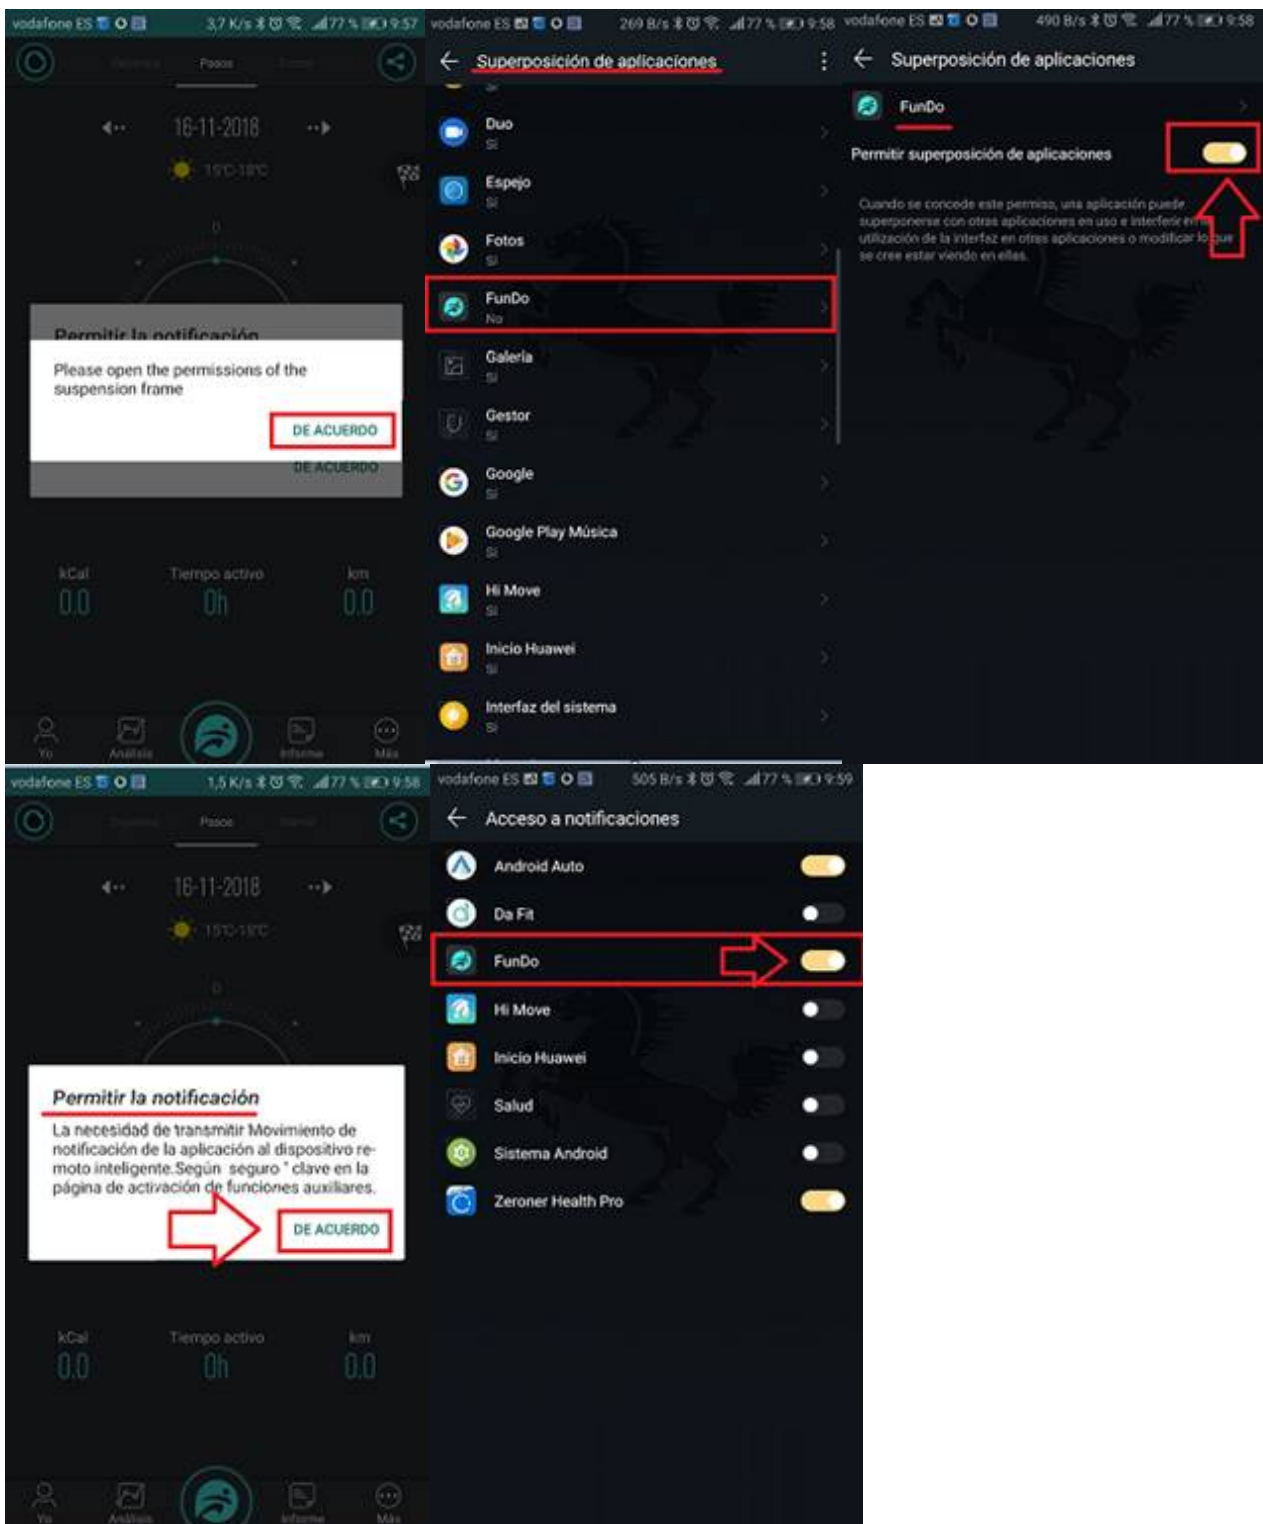 vodafone ES 3,7 K/s 77 % 9:57
Pasos
16-11-2018
15°C-18°C
0
Permitir la notificación
Please open the permissions of the
suspension frame
DE ACUERDO
DE ACUERDO
kCal Tiempo activo km
0.0 0h 0.0
Yo Análisis Informe Más
vodafone ES 269 B/s 77 % 9:58
Superposición de aplicaciones
Sí
Duo
Sí
Espejo
Sí
Fotos
Sí
FunDo
No
Galería
Sí
Gestor
Sí
Google
Sí
Google Play Música
Sí
Hi Move
Sí
Inicio Huawei
Sí
Interfaz del sistema
Sí
vodafone ES 490 B/s 77 % 9:58
Superposición de aplicaciones
FunDo
Permitir superposición de aplicaciones
Cuando se concede este permiso, una aplicación puede
superponerse con otras aplicaciones en uso e interferir en la
utilización de la interfaz en otras aplicaciones o modificar lo que
se cree estar viendo en ellas.
vodafone ES 1,5 K/s 77 % 9:58
Pasos
16-11-2018
15°C-18°C
0
Permitir la notificación
La necesidad de transmitir Movimiento de
notificación de la aplicación al dispositivo re-
moto inteligente.Según seguro " clave en la
página de activación de funciones auxiliares.
DE ACUERDO
kCal Tiempo activo km
0.0 0h 0.0
Yo Análisis Informe Más
vodafone ES 505 B/s 77 % 9:59
Acceso a notificaciones
Android Auto
Da Fit
FunDo
Hi Move
Inicio Huawei
Salud
Sistema Android
Zeroner Health Pro